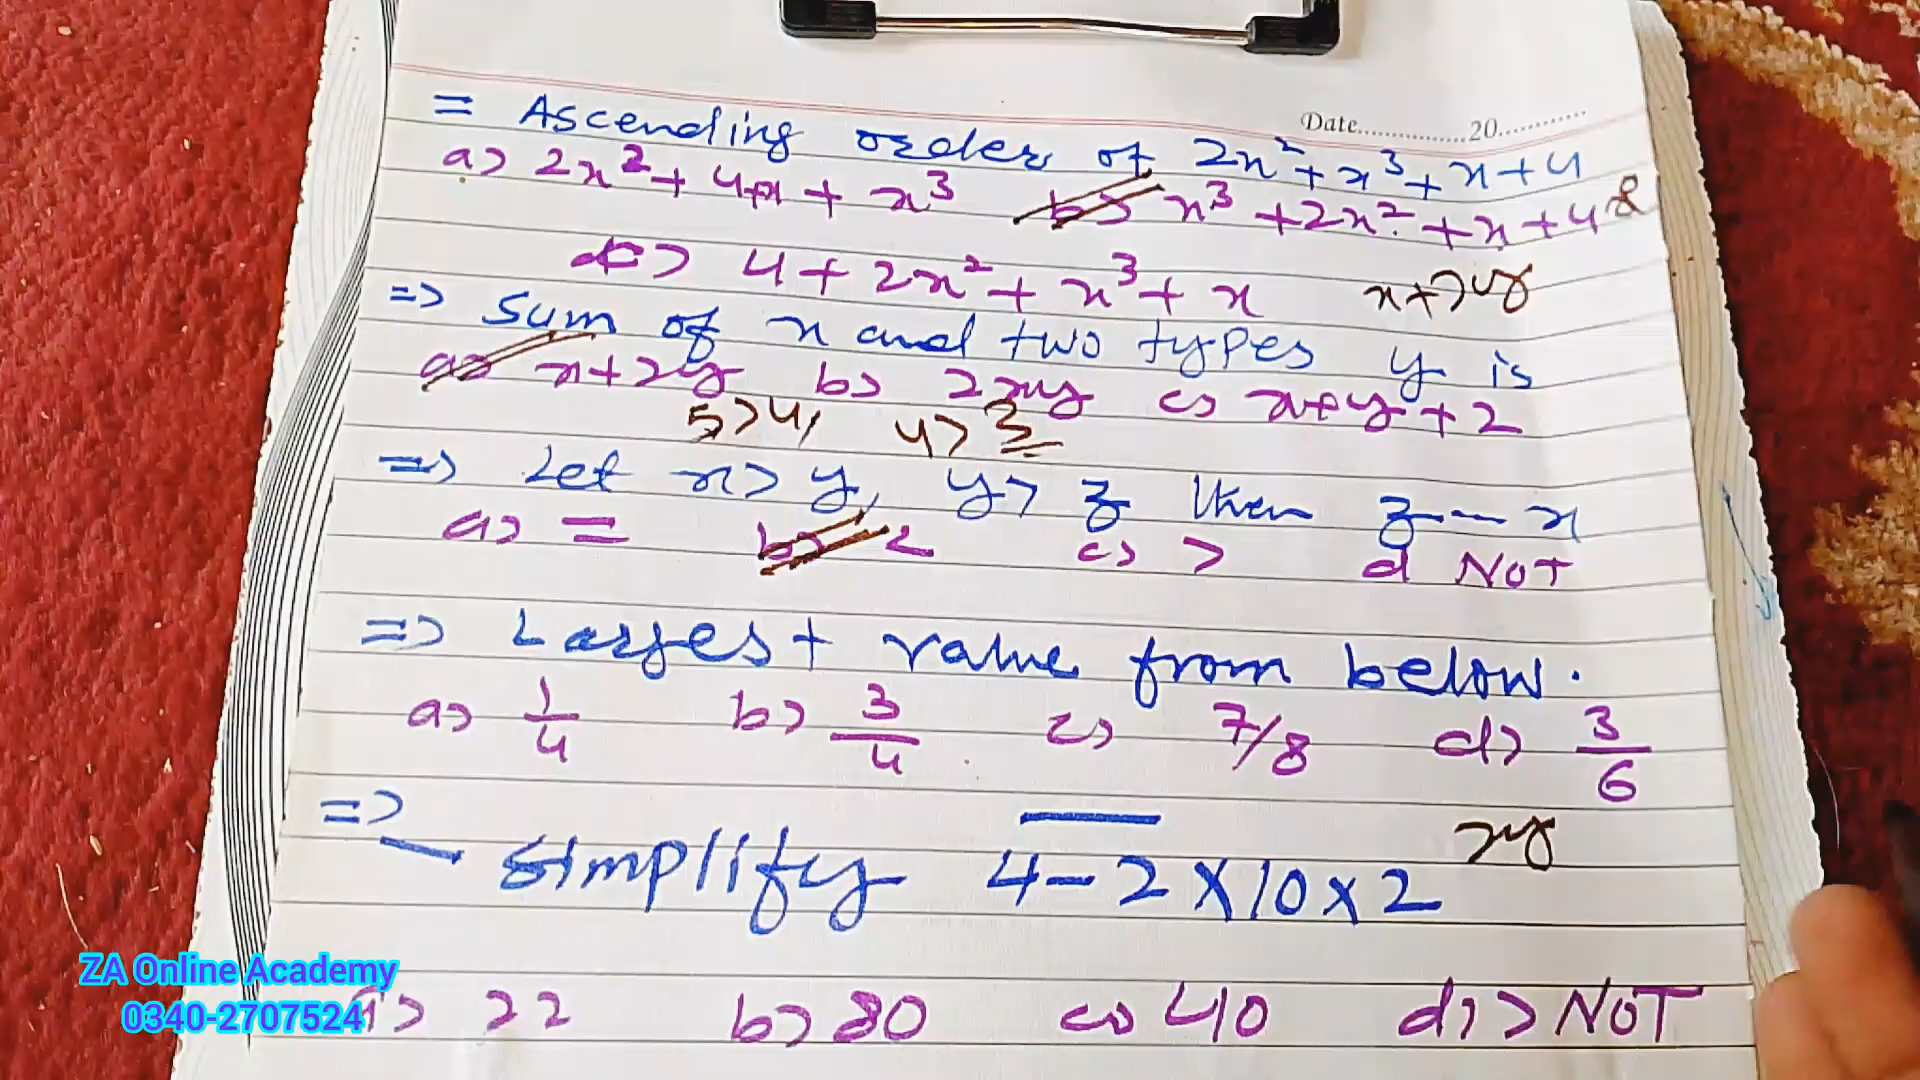 Date.............20...........
= Ascending order of 2x²+x³+x+4
a> 2x²+4+x+x³ b> x³+2x²+x+4
c> 4+2x²+x³+x
=> Sum of x and two types y is
a> x+2y b> 2xy c> x+y+2
5>4, 4>3
=> Let x>y, y>z then z--x
a> = b> < c> > d NOT
=> Largest value from below.
a> 1/4 b> 3/4 c> 7/8 d> 3/6
=> Simplify 4-2×10×2
xy
a> 22 b> 80 c> 40 d> > NOT
ZA Online Academy
0340-2707524